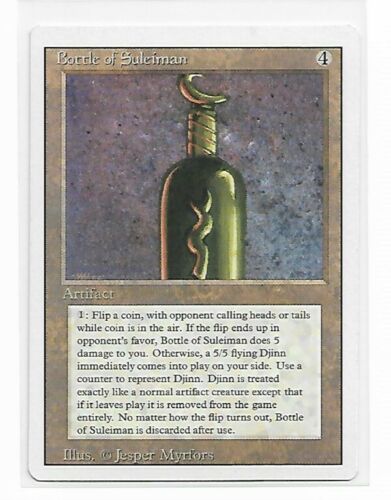 Bottle of Suleiman 4
Artifact
1: Flip a coin, with opponent calling heads or tails
while coin is in the air. If the flip ends up in
opponent's favor, Bottle of Suleiman does 5
damage to you. Otherwise, a 5/5 flying Djinn
immediately comes into play on your side. Use a
counter to represent Djinn. Djinn is treated
exactly like a normal artifact creature except that
if it leaves play it is removed from the game
entirely. No matter how the flip turns out, Bottle
of Suleiman is discarded after use.
Illus. © Jesper Myrfors